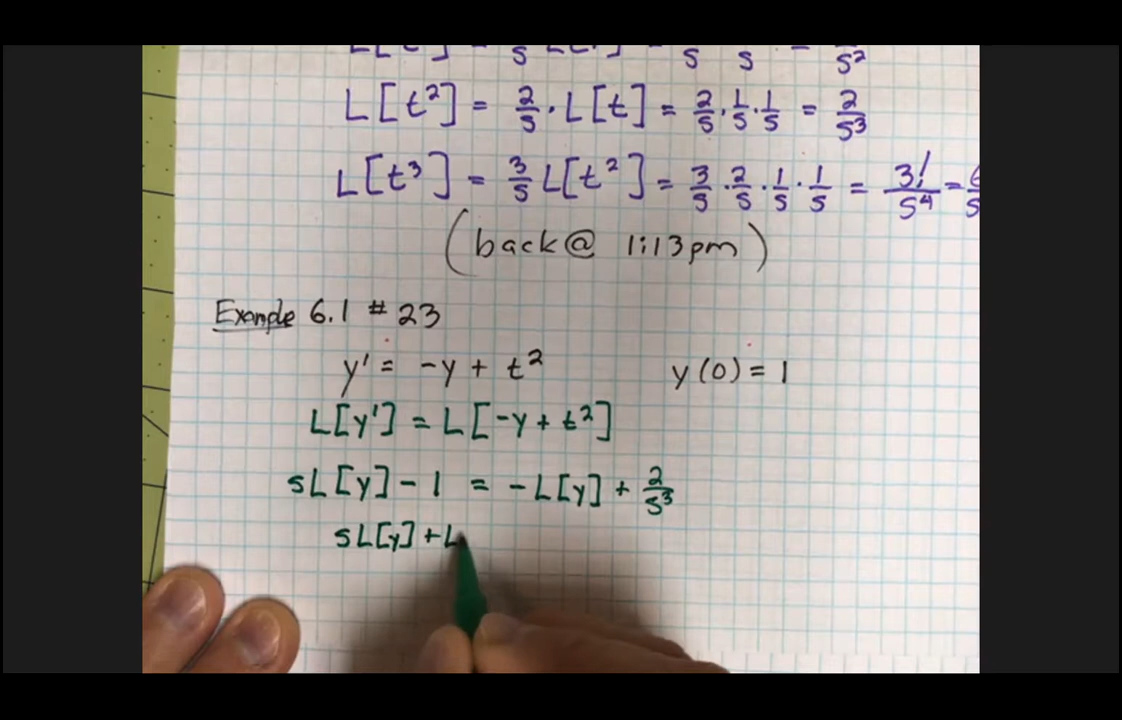 L[t²] = 2/s · L[t] = 2/s · 1/s · 1/s = 2/s³
L[t³] = 3/s L[t²] = 3/s · 2/s · 1/s · 1/s = 3!/s⁴ =
(back@ 1:13pm)
Example 6.1 # 23
y' = -y + t² y(0) = 1
L[y'] = L[-y + t²]
sL[y] - 1 = -L[y] + 2/s³
sL[y] + L